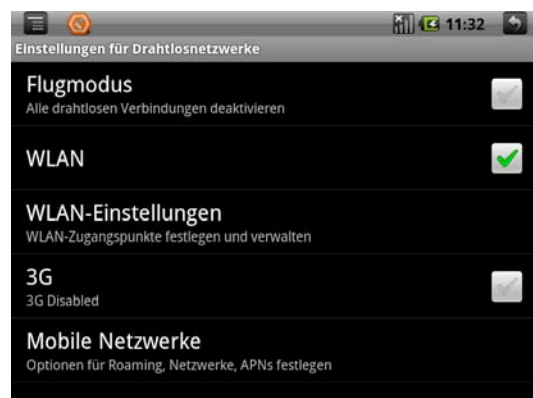 11:32
Einstellungen für Drahtlosnetzwerke
Flugmodus
Alle drahtlosen Verbindungen deaktivieren
WLAN
WLAN-Einstellungen
WLAN-Zugangspunkte festlegen und verwalten
3G
3G Disabled
Mobile Netzwerke
Optionen für Roaming, Netzwerke, APNs festlegen